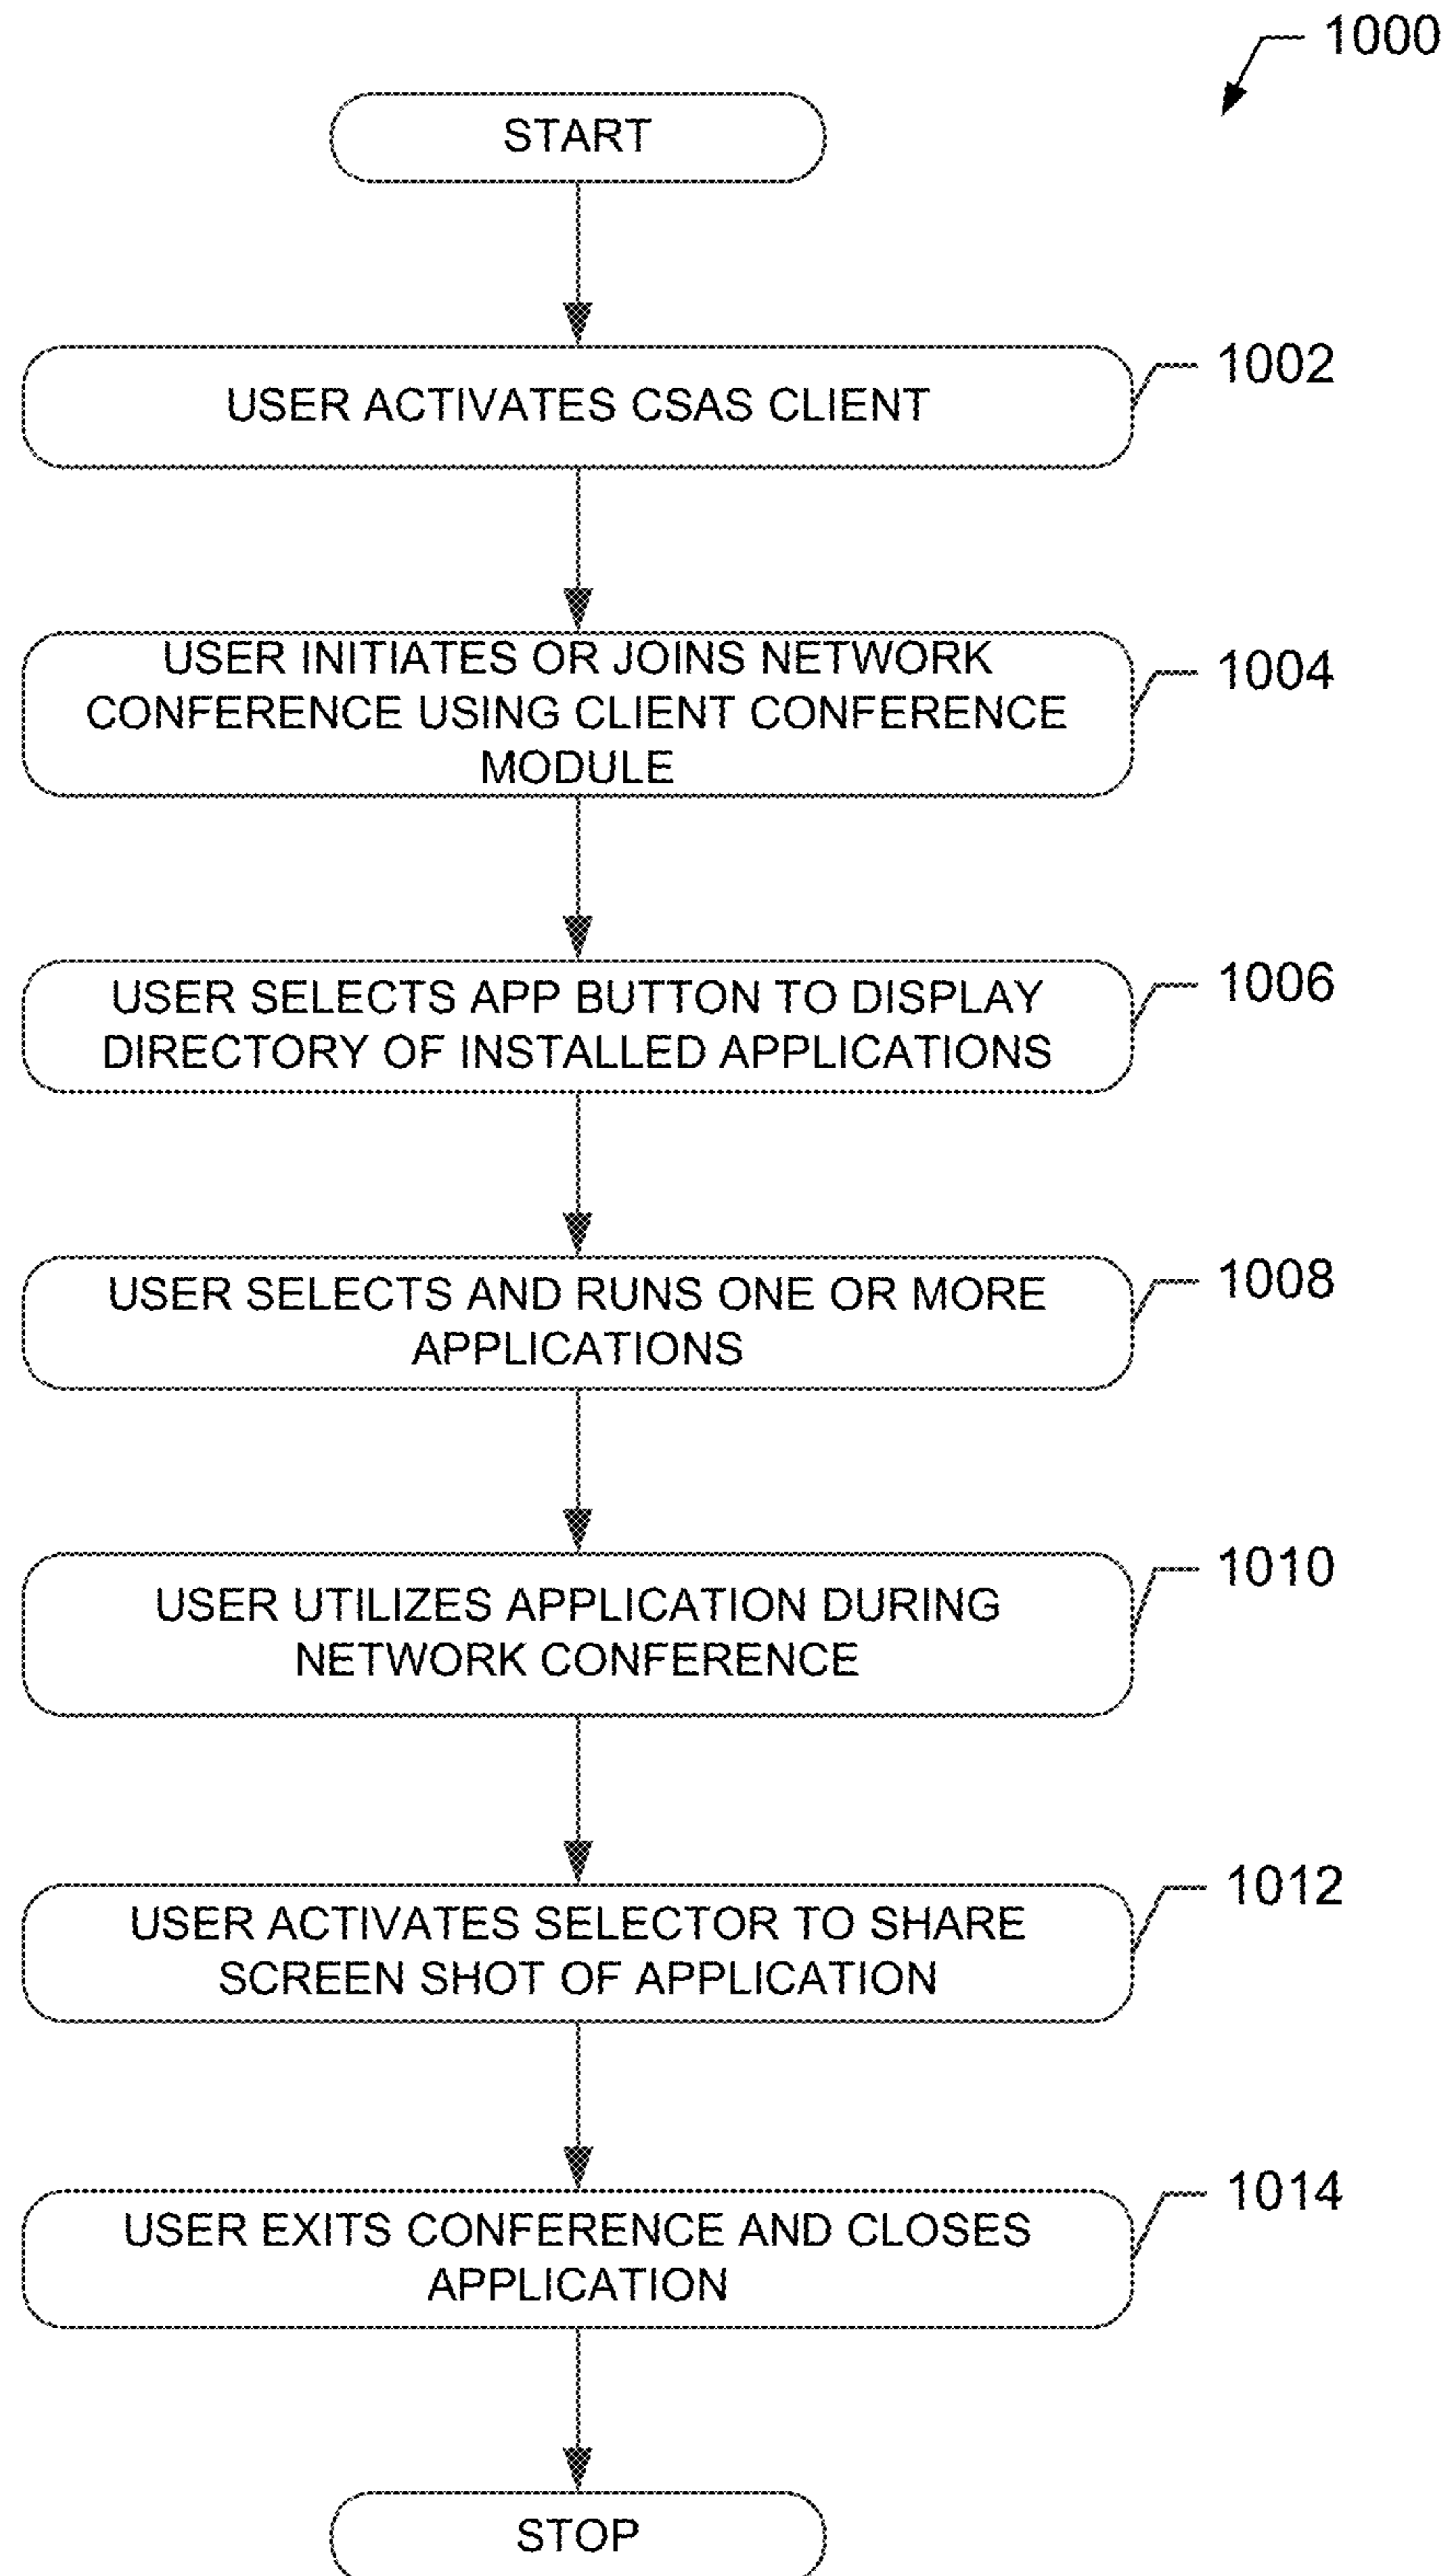 1000
START
USER ACTIVATES CSAS CLIENT
1002
USER INITIATES OR JOINS NETWORK
CONFERENCE USING CLIENT CONFERENCE
MODULE
1004
USER SELECTS APP BUTTON TO DISPLAY
DIRECTORY OF INSTALLED APPLICATIONS
1006
USER SELECTS AND RUNS ONE OR MORE
APPLICATIONS
1008
USER UTILIZES APPLICATION DURING
NETWORK CONFERENCE
1010
USER ACTIVATES SELECTOR TO SHARE
SCREEN SHOT OF APPLICATION
1012
USER EXITS CONFERENCE AND CLOSES
APPLICATION
1014
STOP